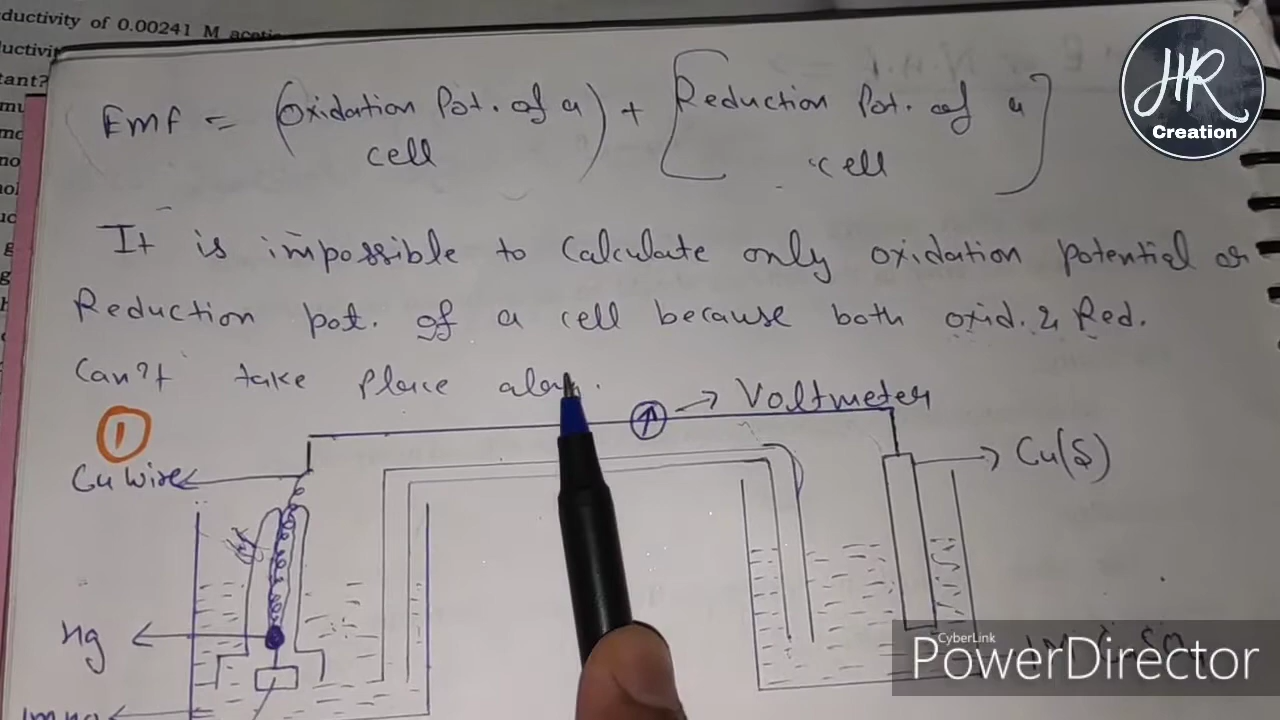 ductivity of 0.00241 M
tant?
HR
Creation
Emf = (Oxidation Pot. of a cell) + [Reduction Pot. of a cell]
It is impossible to Calculate only oxidation potential or
Reduction pot. of a cell because both oxid. & Red.
Can't take place
1
Voltmeter
Cu wire
Cu(s)
Hg
CyberLink
PowerDirector